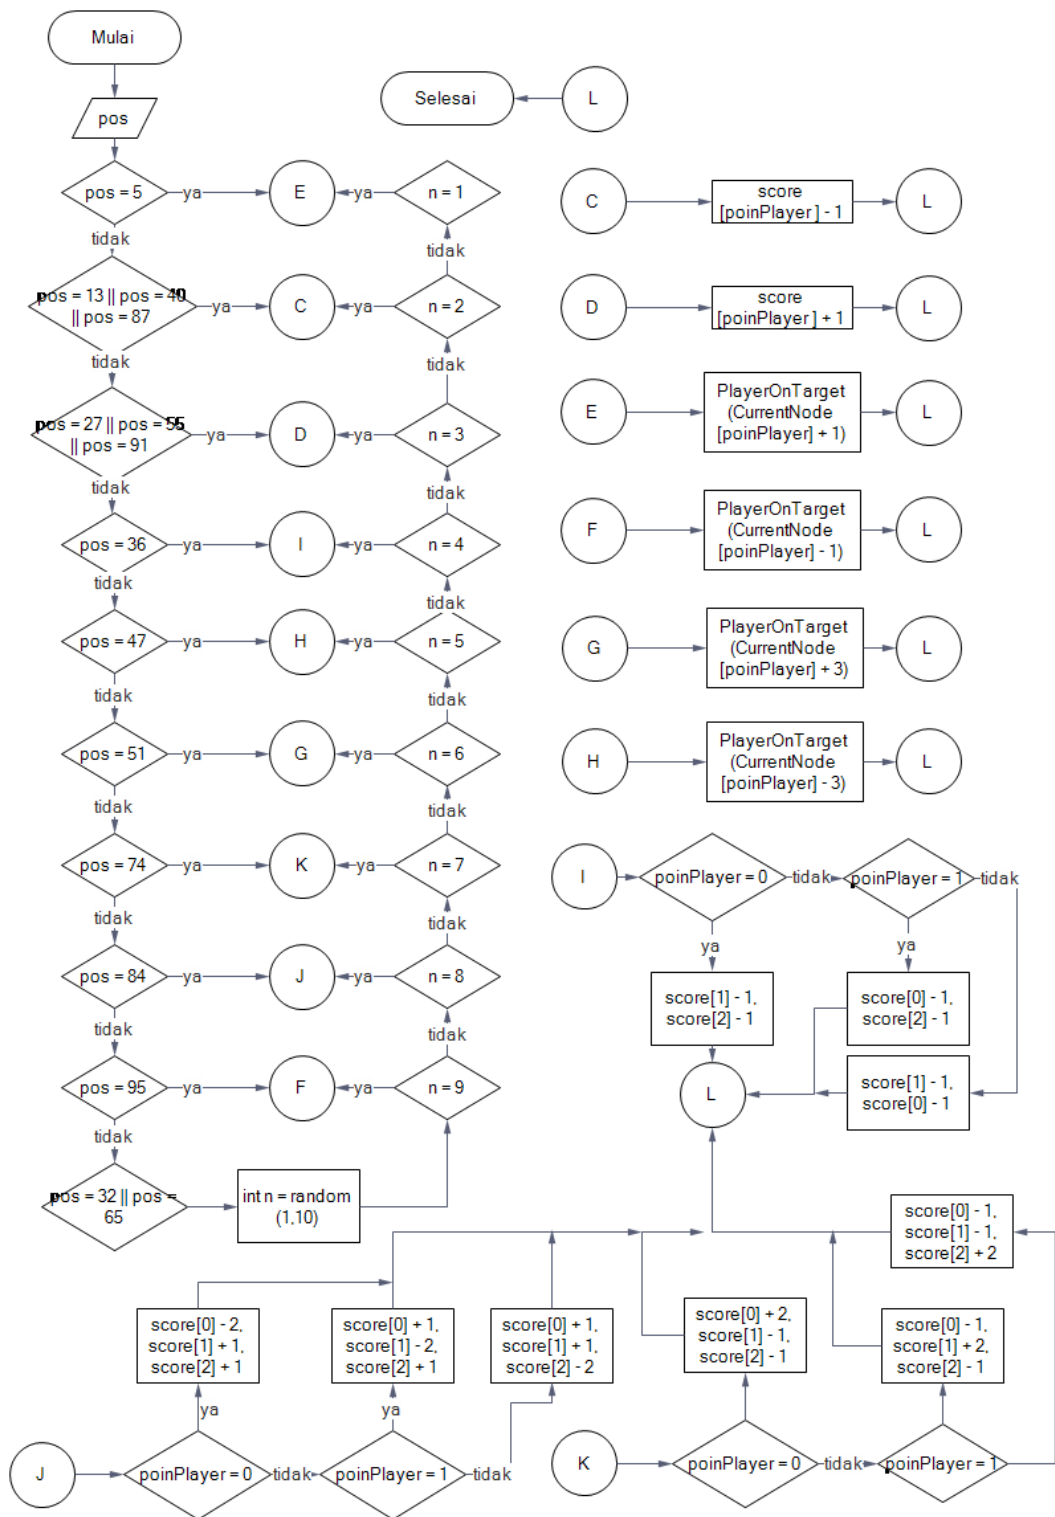 Mulai
pos
Selesai
L
pos = 5
ya
E
ya
n = 1
tidak
pos = 13 || pos = 40
|| pos = 87
ya
C
ya
n = 2
tidak
tidak
pos = 27 || pos = 55
|| pos = 91
ya
D
ya
n = 3
tidak
tidak
pos = 36
ya
I
ya
n = 4
tidak
tidak
pos = 47
ya
H
ya
n = 5
tidak
tidak
pos = 51
ya
G
ya
n = 6
tidak
tidak
pos = 74
ya
K
ya
n = 7
tidak
tidak
pos = 84
ya
J
ya
n = 8
tidak
tidak
pos = 95
ya
F
ya
n = 9
tidak
tidak
pos = 32 || pos =
65
int n = random
(1,10)
C
score
[poinPlayer] - 1
L
D
score
[poinPlayer] + 1
L
E
PlayerOnTarget
(CurrentNode
[poinPlayer] + 1)
L
F
PlayerOnTarget
(CurrentNode
[poinPlayer] - 1)
L
G
PlayerOnTarget
(CurrentNode
[poinPlayer] + 3)
L
H
PlayerOnTarget
(CurrentNode
[poinPlayer] - 3)
L
I
poinPlayer = 0
tidak
poinPlayer = 1
tidak
ya
ya
score[1] - 1,
score[2] - 1
score[0] - 1,
score[2] - 1
score[1] - 1,
score[0] - 1
L
score[0] - 1,
score[1] - 1,
score[2] + 2
score[0] - 2,
score[1] + 1,
score[2] + 1
score[0] + 1,
score[1] - 2,
score[2] + 1
score[0] + 1,
score[1] + 1,
score[2] - 2
score[0] + 2,
score[1] - 1,
score[2] - 1
score[0] - 1,
score[1] + 2,
score[2] - 1
ya
ya
J
poinPlayer = 0
tidak
poinPlayer = 1
tidak
K
poinPlayer = 0
tidak
poinPlayer = 1